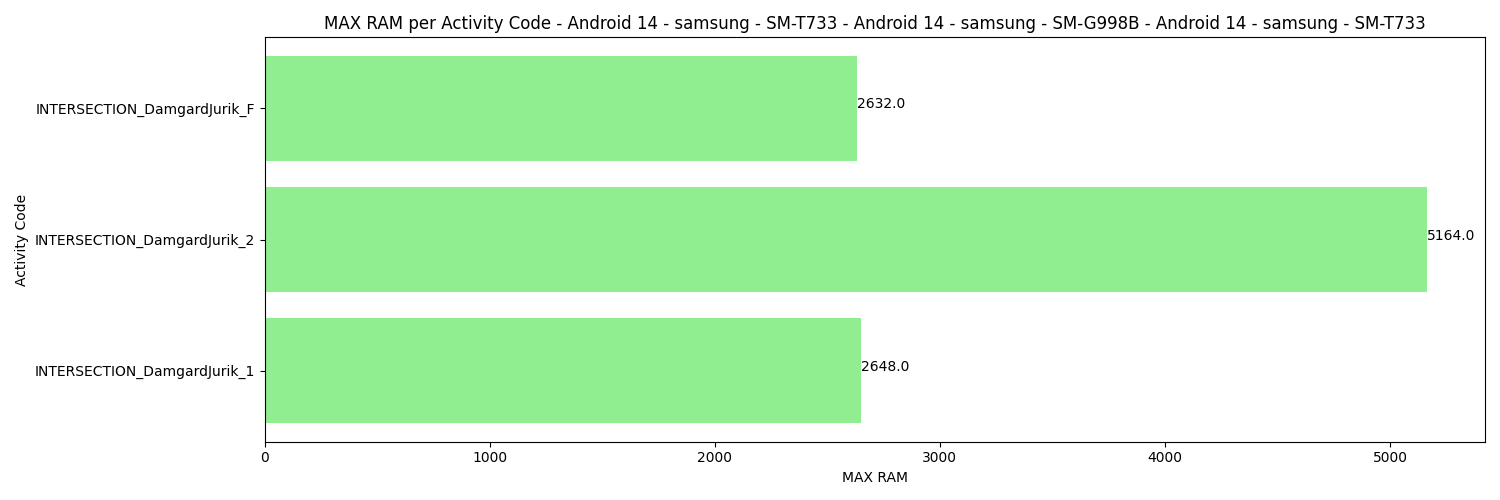 MAX RAM per Activity Code - Android 14 - samsung - SM-T733 - Android 14 - samsung - SM-G998B - Android 14 - samsung - SM-T733
Activity Code
INTERSECTION_DamgardJurik_F
2632.0
INTERSECTION_DamgardJurik_2
5164.0
INTERSECTION_DamgardJurik_1
2648.0
0 1000 2000 3000 4000 5000
MAX RAM